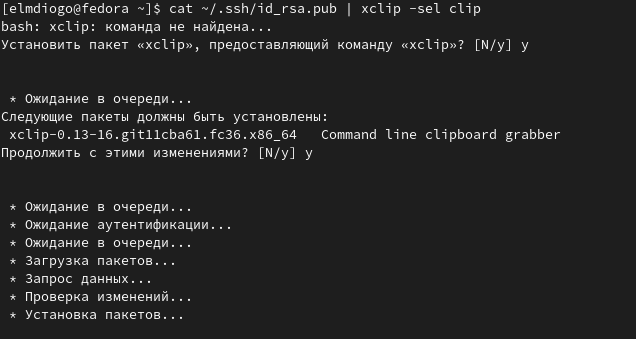 [elmdiogo@fedora ~]$ cat ~/.ssh/id_rsa.pub | xclip -sel clip
bash: xclip: команда не найдена...
Установить пакет «xclip», предоставляющий команду «xclip»? [N/y] y
* Ожидание в очереди...
Следующие пакеты должны быть установлены:
xclip-0.13-16.git11cba61.fc36.x86_64   Command line clipboard grabber
Продолжить с этими изменениями? [N/y] y
* Ожидание в очереди...
* Ожидание аутентификации...
* Ожидание в очереди...
* Загрузка пакетов...
* Запрос данных...
* Проверка изменений...
* Установка пакетов...